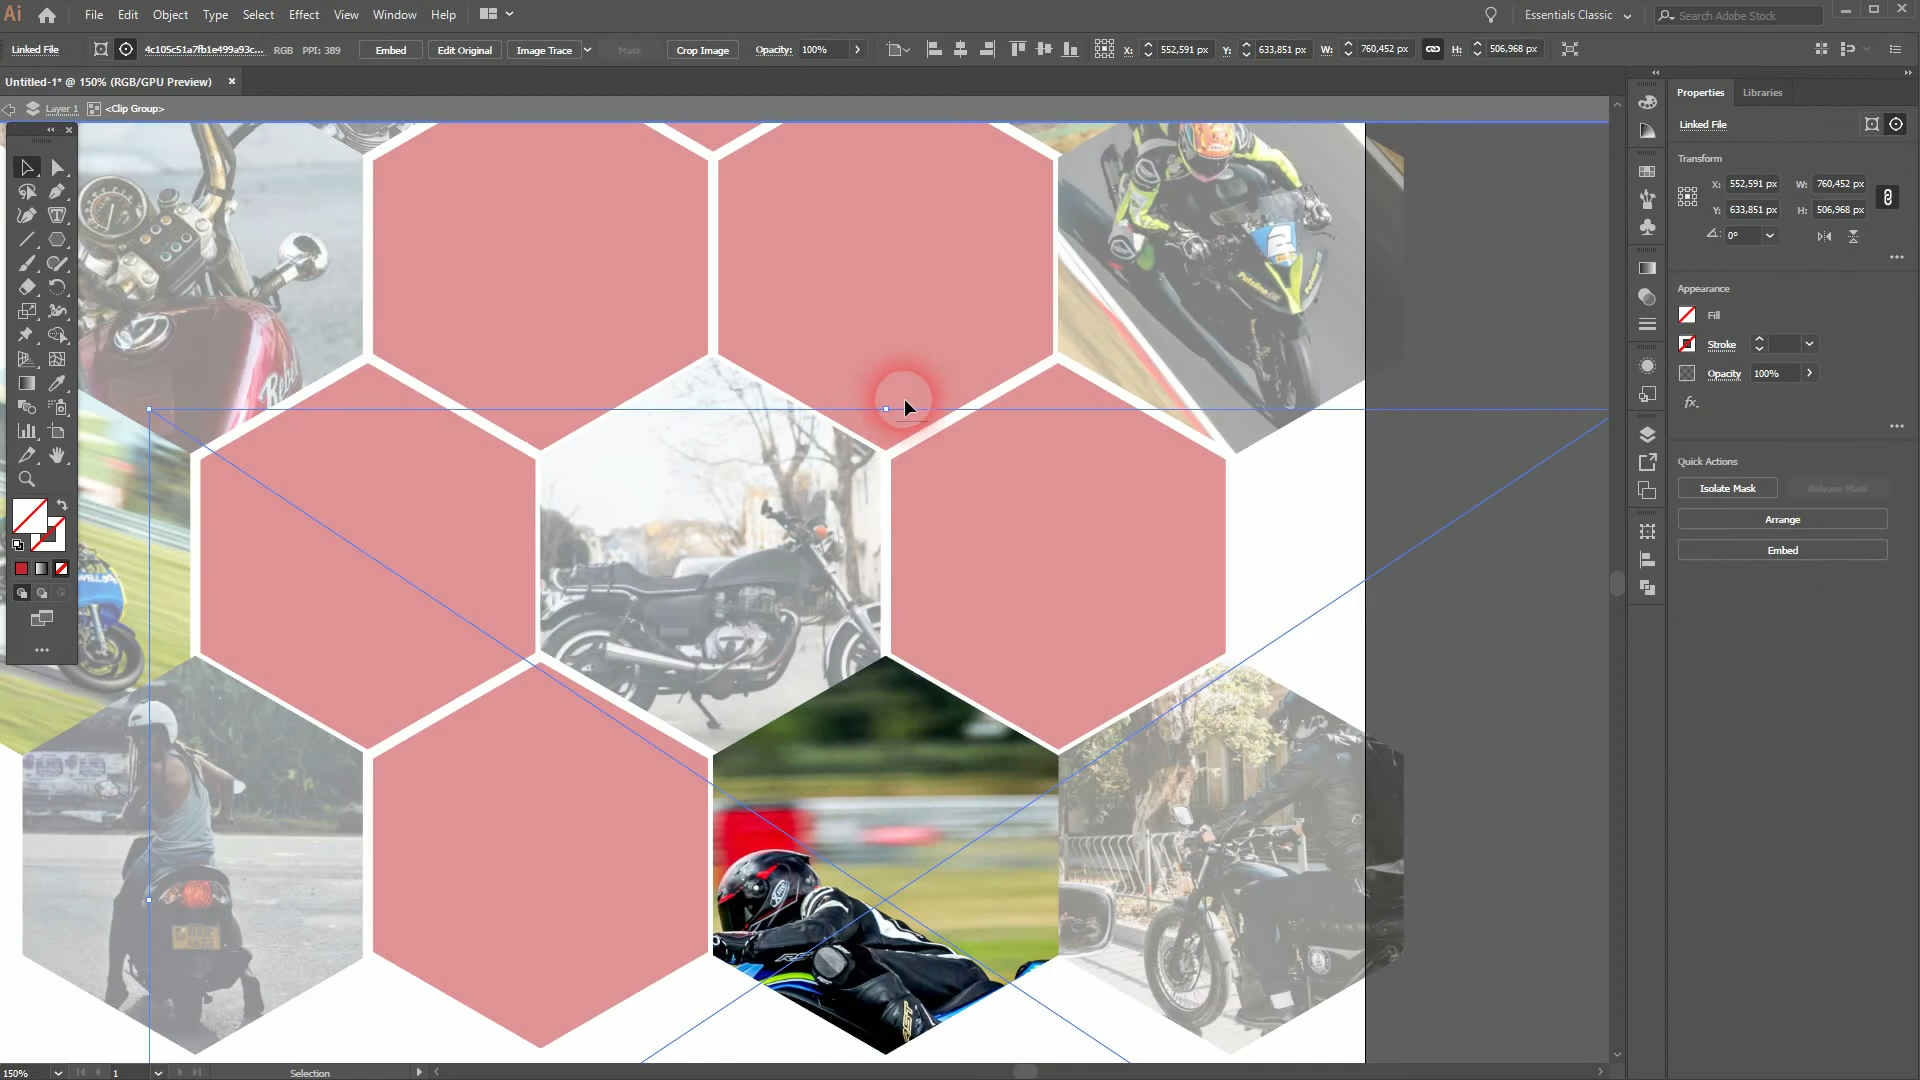 Ai
File Edit Object Type Select Effect View Window Help
Essentials Classic
Search Adobe Stock
Linked File
4c105c51a7fb1e499a93c... RGB PPI: 389 Embed Edit Original Image Trace Mask Crop Image Opacity: 100% X: 552,591 px Y: 633,851 px W: 760,452 px H: 506,968 px
Untitled-1* @ 150% (RGB/GPU Preview)
Layer 1 <Clip Group>
Properties Libraries
Linked File
Transform
X: 552,591 px W: 760,452 px
Y: 633,851 px H: 506,968 px
0°
Appearance
Fill
Stroke
Opacity 100%
fx.
Quick Actions
Isolate Mask Release Mask
Arrange
Embed
Rebel
150% 1 Selection